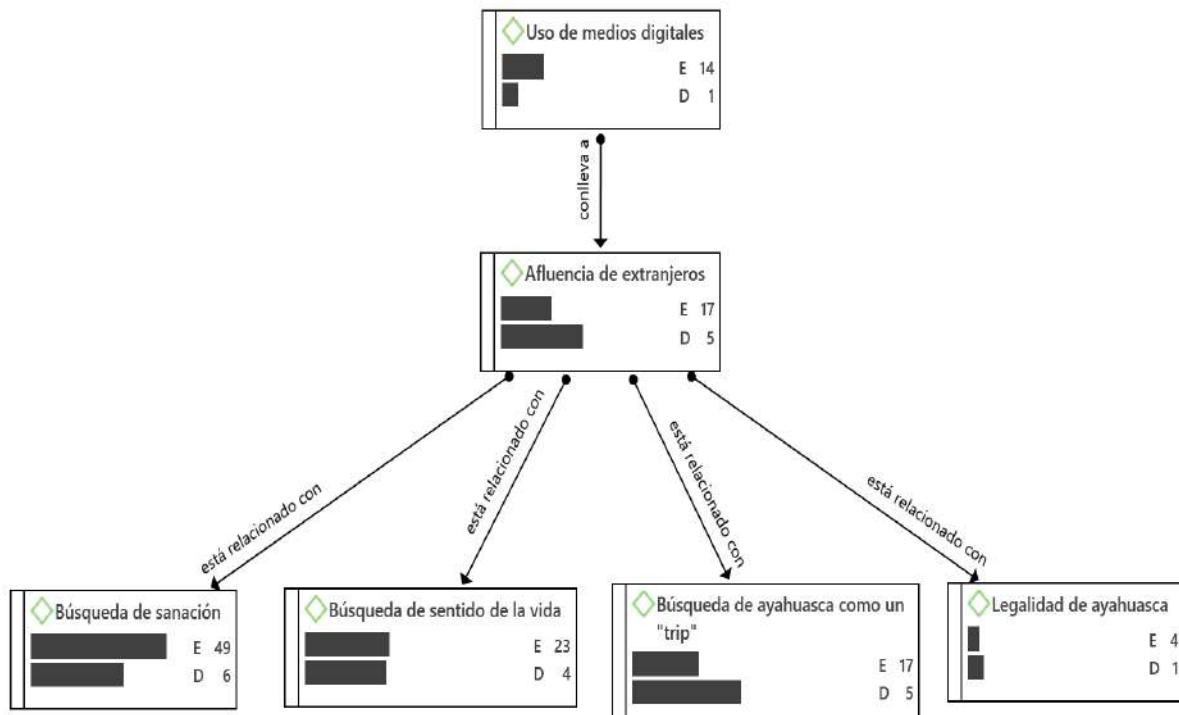 Uso de medios digitales
E 14
D 1
conlleva a
Afluencia de extranjeros
E 17
D 5
está relacionado con
está relacionado con
está relacionado con
está relacionado con
Búsqueda de sanación
E 49
D 6
Búsqueda de sentido de la vida
E 23
D 4
Búsqueda de ayahuasca como un
"trip"
E 17
D 5
Legalidad de ayahuasca
E 4
D 1